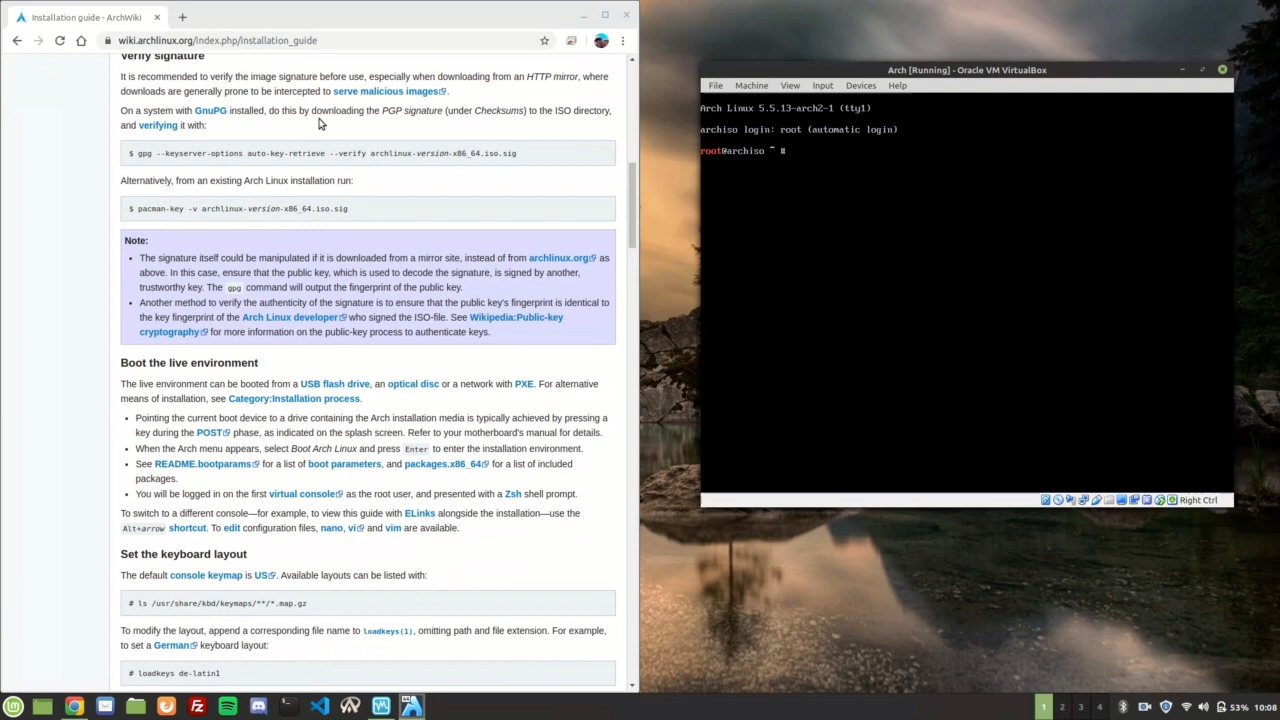 Installation guide - ArchWiki
wiki.archlinux.org/index.php/installation_guide
Verify signature
It is recommended to verify the image signature before use, especially when downloading from an HTTP mirror, where
downloads are generally prone to be intercepted to serve malicious images.
On a system with GnuPG installed, do this by downloading the PGP signature (under Checksums) to the ISO directory,
and verifying it with:
$ gpg --keyserver-options auto-key-retrieve --verify archlinux-version-x86_64.iso.sig
Alternatively, from an existing Arch Linux installation run:
$ pacman-key -v archlinux-version-x86_64.iso.sig
Note:
• The signature itself could be manipulated if it is downloaded from a mirror site, instead of from archlinux.org as
above. In this case, ensure that the public key, which is used to decode the signature, is signed by another,
trustworthy key. The gpg command will output the fingerprint of the public key.
• Another method to verify the authenticity of the signature is to ensure that the public key's fingerprint is identical to
the key fingerprint of the Arch Linux developer who signed the ISO-file. See Wikipedia:Public-key
cryptography for more information on the public-key process to authenticate keys.
Boot the live environment
The live environment can be booted from a USB flash drive, an optical disc or a network with PXE. For alternative
means of installation, see Category:Installation process.
• Pointing the current boot device to a drive containing the Arch installation media is typically achieved by pressing a
key during the POST phase, as indicated on the splash screen. Refer to your motherboard's manual for details.
• When the Arch menu appears, select Boot Arch Linux and press Enter to enter the installation environment.
• See README.bootparams for a list of boot parameters, and packages.x86_64 for a list of included
packages.
• You will be logged in on the first virtual console as the root user, and presented with a Zsh shell prompt.
To switch to a different console—for example, to view this guide with ELinks alongside the installation—use the
Alt+arrow shortcut. To edit configuration files, nano, vi and vim are available.
Set the keyboard layout
The default console keymap is US. Available layouts can be listed with:
# ls /usr/share/kbd/keymaps/**/*.map.gz
To modify the layout, append a corresponding file name to loadkeys(1), omitting path and file extension. For example,
to set a German keyboard layout:
# loadkeys de-latin1
Arch [Running] - Oracle VM VirtualBox
File Machine View Input Devices Help
Arch Linux 5.5.13-arch2-1 (tty1)
archiso login: root (automatic login)
root@archiso ~ #
Right Ctrl
1 2 3 4 53% 10:08